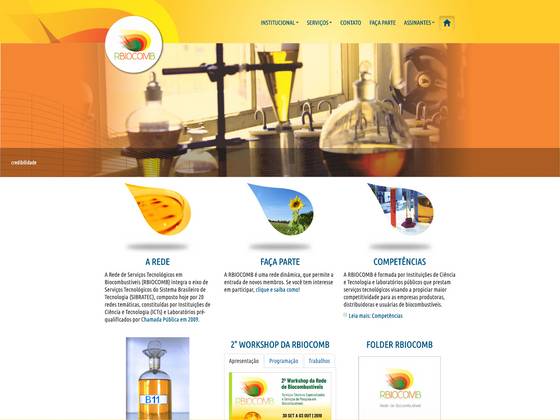 INSTITUCIONAL SERVIÇOS CONTATO FAÇA PARTE ASSINANTES
RBIOCOMB
credibilidade
A REDE
A Rede de Serviços Tecnológicos em
Biocombustíveis (RBIOCOMB) integra o eixo de
Serviços Tecnológicos do Sistema Brasileiro de
Tecnologia (SIBRATEC), composto hoje por 20
redes temáticas, constituídas por Instituições de
Ciência e Tecnologia (ICTs) e Laboratórios pré-
qualificados por Chamada Pública em 2009.
FAÇA PARTE
A RBIOCOMB é uma rede dinâmica, que permite a
entrada de novos membros. Se você tem interesse
em participar, clique e saiba como!
COMPETÊNCIAS
A RBIOCOMB é formada por Instituições de Ciência
e Tecnologia e laboratórios públicos que prestam
serviços tecnológicos visando a propiciar maior
competitividade para as empresas produtoras,
distribuidoras e usuárias de biocombustíveis.
Leia mais: Competências
B11
2° WORKSHOP DA RBIOCOMB
Apresentação Programação Trabalhos
2º Workshop da Rede
de Biocombustíveis
30 SET A 03 OUT | 2018
FOLDER RBIOCOMB
RBIOCOMB
Rede de Biocombustíveis